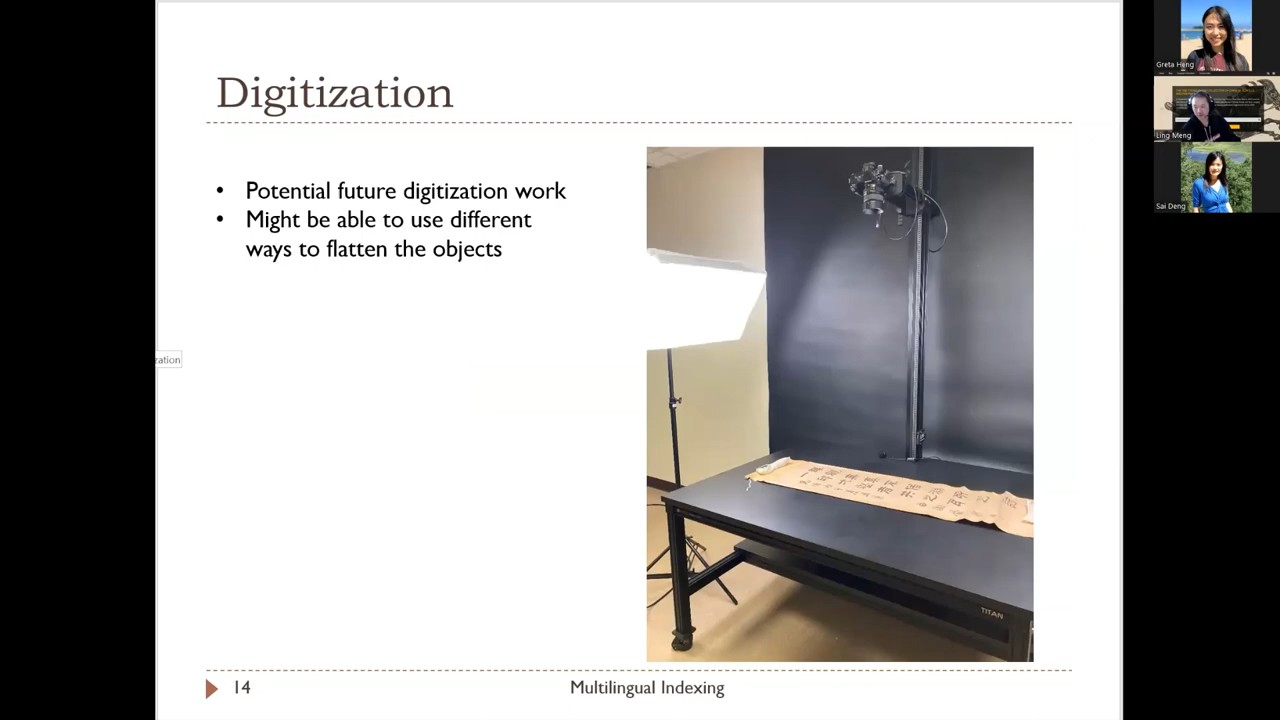 Digitization
• Potential future digitization work
• Might be able to use different
ways to flatten the objects
zation
TITAN
14
Multilingual Indexing
Greta Heng
Ling Meng
Sai Deng